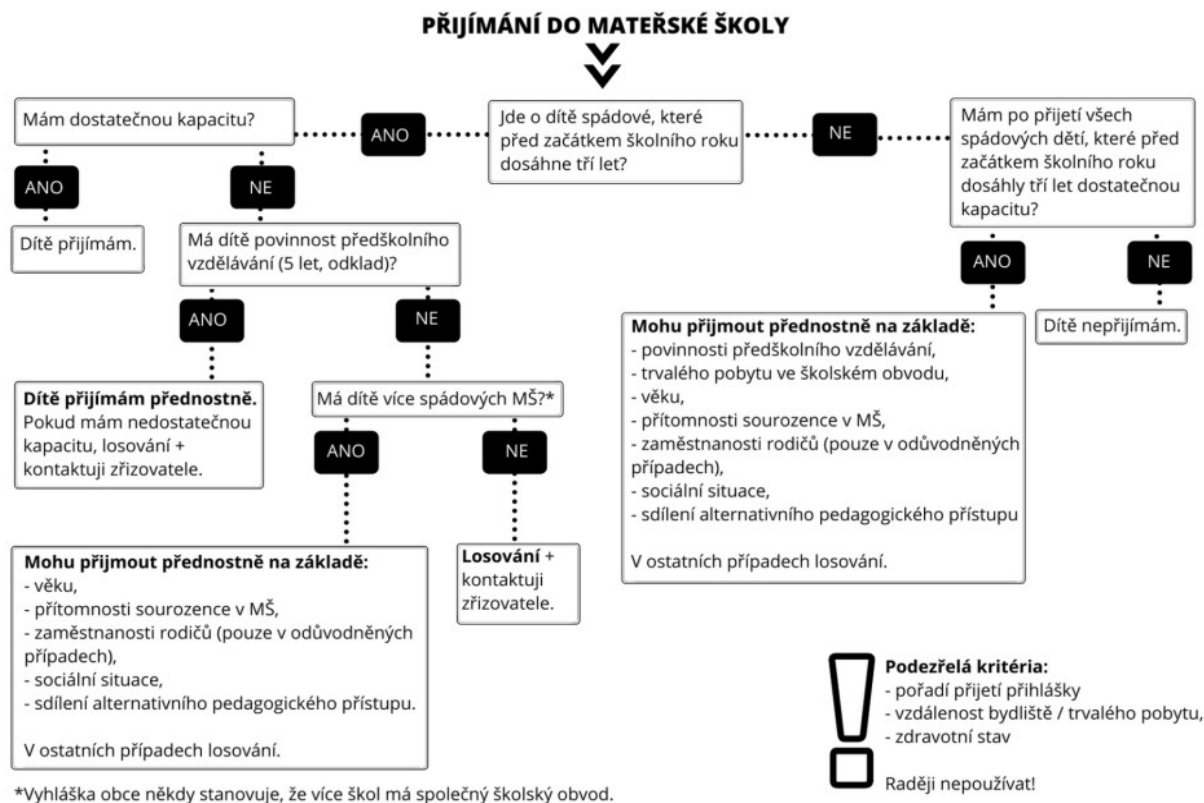 PŘIJÍMÁNÍ DO MATEŘSKÉ ŠKOLY
Jde o dítě spádové, které
před začátkem školního roku
dosáhne tří let?
ANO
Mám dostatečnou kapacitu?
ANO
Dítě přijímám.
NE
Má dítě povinnost předškolního
vzdělávání (5 let, odklad)?
ANO
Dítě přijímám přednostně.
Pokud mám nedostatečnou
kapacitu, losování +
kontaktuji zřizovatele.
NE
Má dítě více spádových MŠ?*
ANO
Mohu přijmout přednostně na základě:
- věku,
- přítomnosti sourozence v MŠ,
- zaměstnanosti rodičů (pouze v odůvodněných
případech),
- sociální situace,
- sdílení alternativního pedagogického přístupu.
V ostatních případech losování.
NE
Losování +
kontaktuji
zřizovatele.
NE
Mám po přijetí všech
spádových dětí, které před
začátkem školního roku
dosáhly tří let dostatečnou
kapacitu?
ANO
Mohu přijmout přednostně na základě:
- povinnosti předškolního vzdělávání,
- trvalého pobytu ve školském obvodu,
- věku,
- přítomnosti sourozence v MŠ,
- zaměstnanosti rodičů (pouze v odůvodněných
případech),
- sociální situace,
- sdílení alternativního pedagogického přístupu
V ostatních případech losování.
NE
Dítě nepřijímám.
Podezřelá kritéria:
- pořadí přijetí přihlášky
- vzdálenost bydliště / trvalého pobytu,
- zdravotní stav
Raději nepoužívat!
*Vyhláška obce někdy stanovuje, že více škol má společný školský obvod.